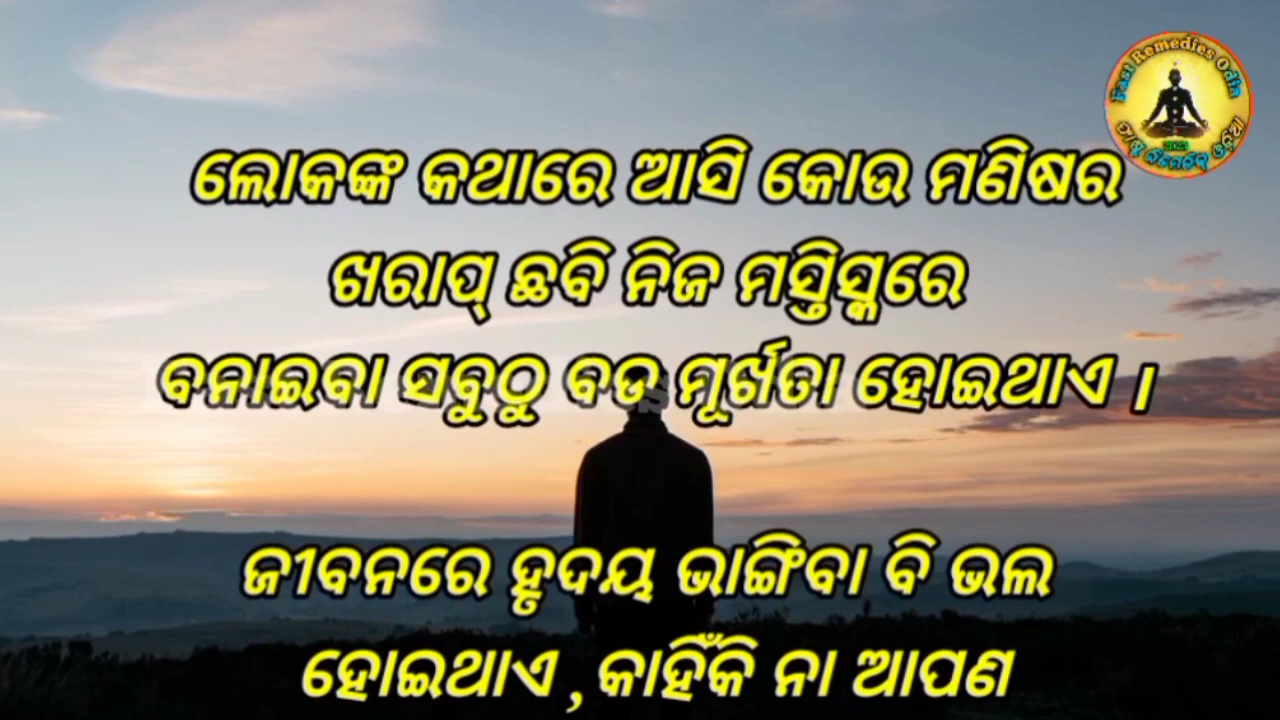 Fast Remedies Odia
ଲୋକଙ୍କ କଥାରେ ଆସି କୋଉ ମଣିଷର
ଖରାପ୍ ଛବି ନିଜ ମସ୍ତିସ୍କରେ
ବନାଇବା ସବୁଠୁ ବଡ ମୂର୍ଖତା ହୋଇଥାଏ ।
ଜୀବନରେ ହୃଦୟ ଭାଙ୍ଗିବା ବି ଭଲ
ହୋଇଥାଏ , କାହିଁକି ନା ଆପଣ